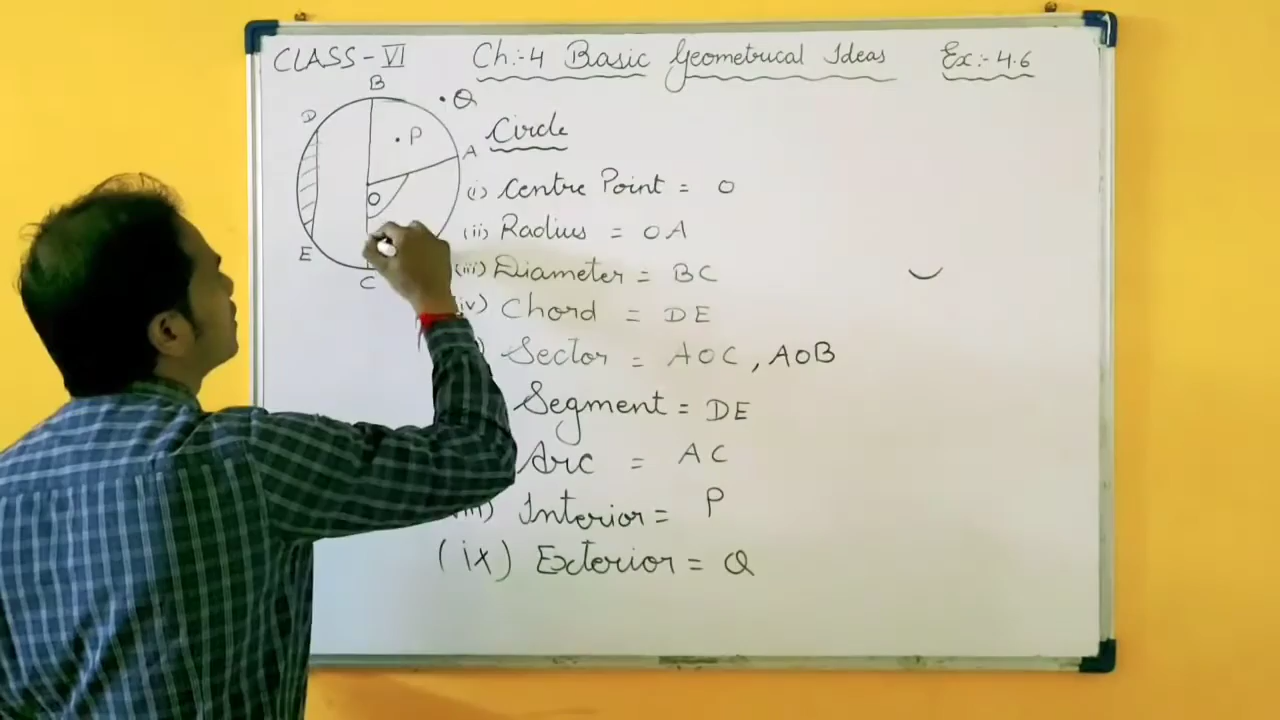 CLASS - VI Ch:-4 Basic Geometrical Ideas Ex:- 4.6
B
D
Q
P
A
O
E
C
Circle
(i) Centre Point = O
(ii) Radius = OA
(iii) Diameter = BC
iv) Chord = DE
Sector = AOC, AOB
Segment = DE
Arc = AC
Interior = P
(ix) Exterior = Q